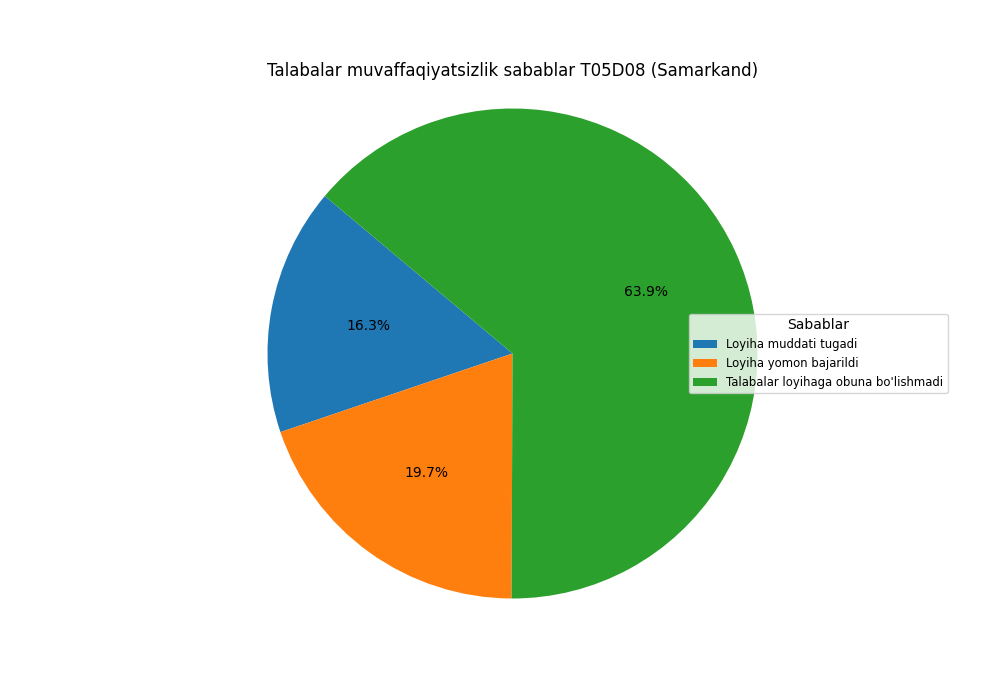 Talabalar muvaffaqiyatsizlik sabablar T05D08 (Samarkand)
63.9%
16.3%
19.7%
Sabablar
Loyiha muddati tugadi
Loyiha yomon bajarildi
Talabalar loyihaga obuna bo'lishmadi